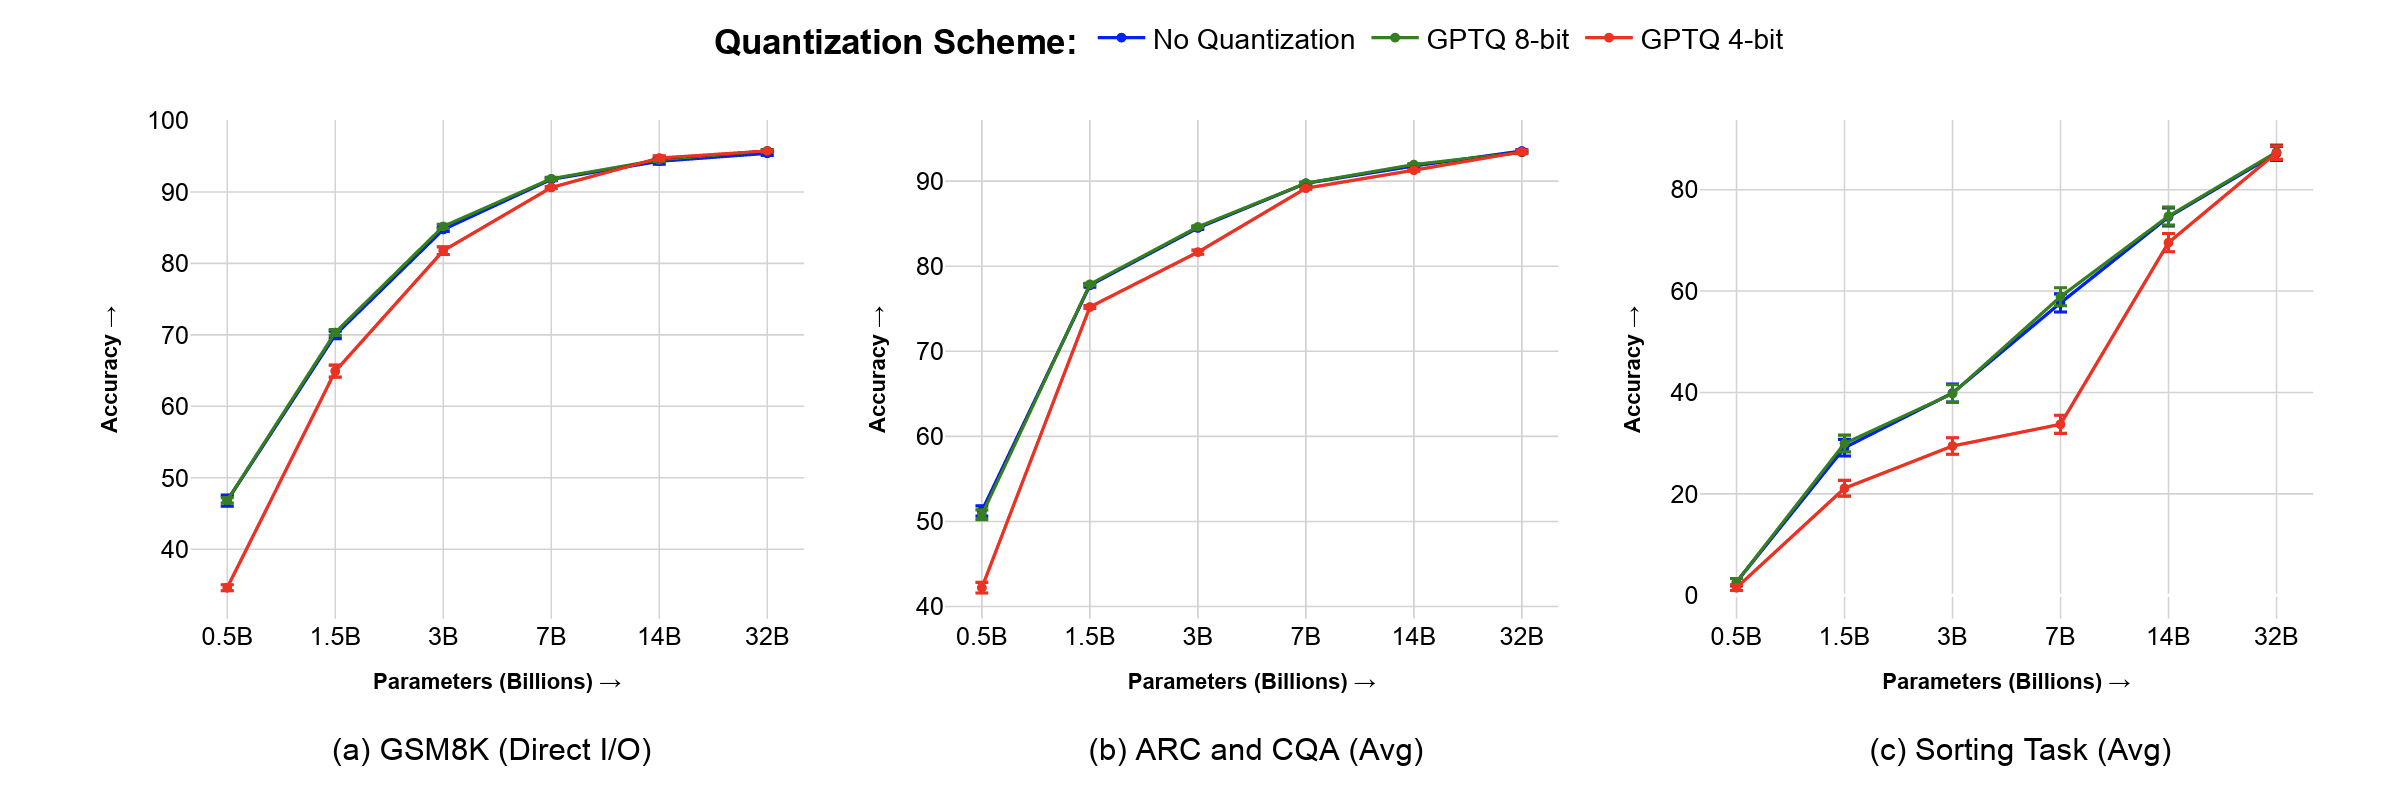 Quantization Scheme: No Quantization GPTQ 8-bit GPTQ 4-bit
100
90
80
70
60
50
40
Accuracy →
0.5B 1.5B 3B 7B 14B 32B
Parameters (Billions) →
(a) GSM8K (Direct I/O)
90
80
70
60
50
40
Accuracy →
0.5B 1.5B 3B 7B 14B 32B
Parameters (Billions) →
(b) ARC and CQA (Avg)
80
60
40
20
0
Accuracy →
0.5B 1.5B 3B 7B 14B 32B
Parameters (Billions) →
(c) Sorting Task (Avg)